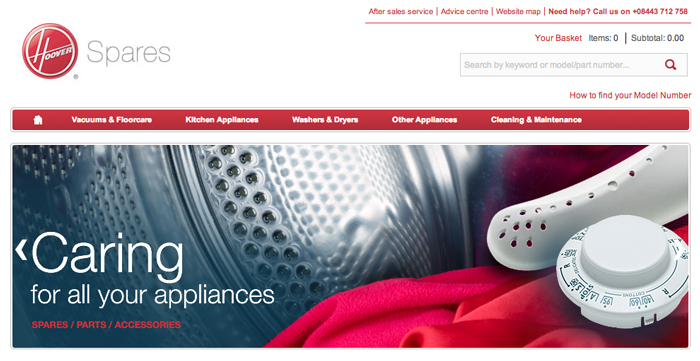 After sales service | Advice centre | Website map | Need help? Call us on +08443 712 758
HOOVER
®
Spares
Your Basket Items: 0 | Subtotal: 0.00
Search by keyword or model/part number...
How to find your Model Number
Vacuums & Floorcare Kitchen Appliances Washers & Dryers Other Appliances Cleaning & Maintenance
Caring
for all your appliances
SPARES / PARTS / ACCESSORIES
COTTONS